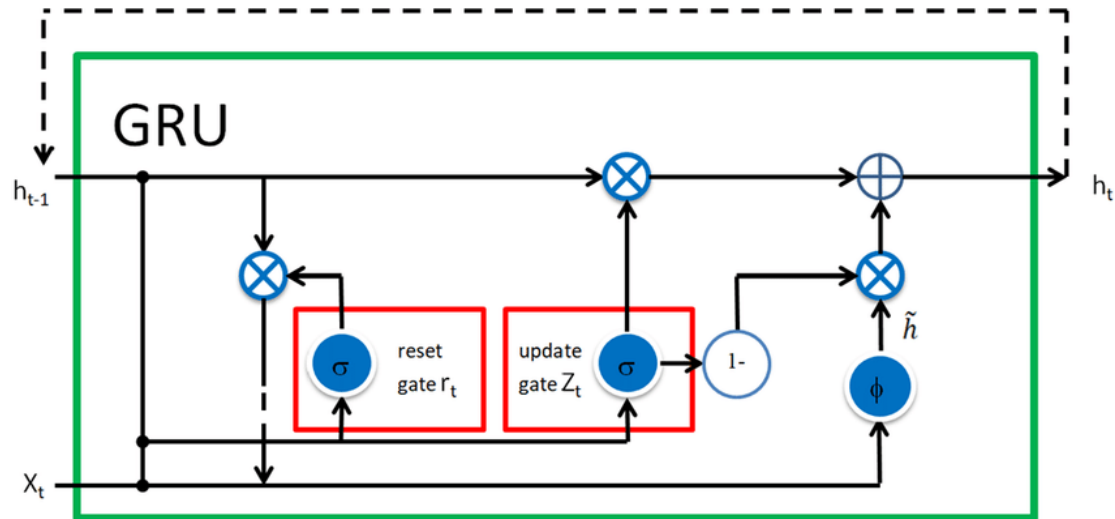 GRU
h_{t-1}
h_t
h̃
reset
gate r_t
σ
update
gate Z_t
σ
1-
ϕ
X_t